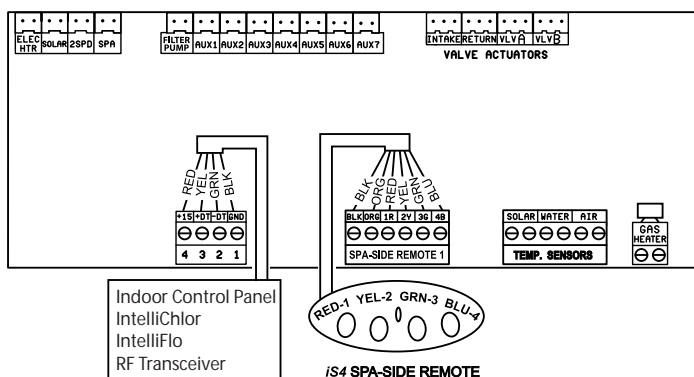 ELEC HTR SOLAR 2SPD SPA
FILTER PUMP AUX1 AUX2 AUX3 AUX4 AUX5 AUX6 AUX7
INTAKE RETURN VLV A VLV B
VALVE ACTUATORS
RED YEL GRN BLK
BLK ORG RED YEL GRN BLU
+15 +DT -DT GND
4 3 2 1
BLK ORG 1R 2Y 3G 4B
SPA-SIDE REMOTE 1
SOLAR WATER AIR
TEMP. SENSORS
GAS HEATER
Indoor Control Panel
IntelliChlor
IntelliFlo
RF Transceiver
RED-1 YEL-2 GRN-3 BLU-4
iS4 SPA-SIDE REMOTE